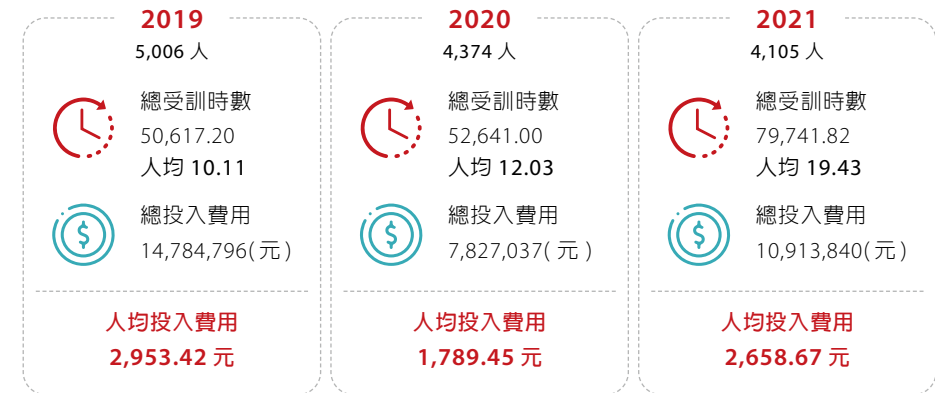 2019
5,006 人
總受訓時數
50,617.20
人均 10.11
總投入費用
14,784,796( 元 )
人均投入費用
2,953.42 元
2020
4,374 人
總受訓時數
52,641.00
人均 12.03
總投入費用
7,827,037( 元 )
人均投入費用
1,789.45 元
2021
4,105 人
總受訓時數
79,741.82
人均 19.43
總投入費用
10,913,840( 元 )
人均投入費用
2,658.67 元